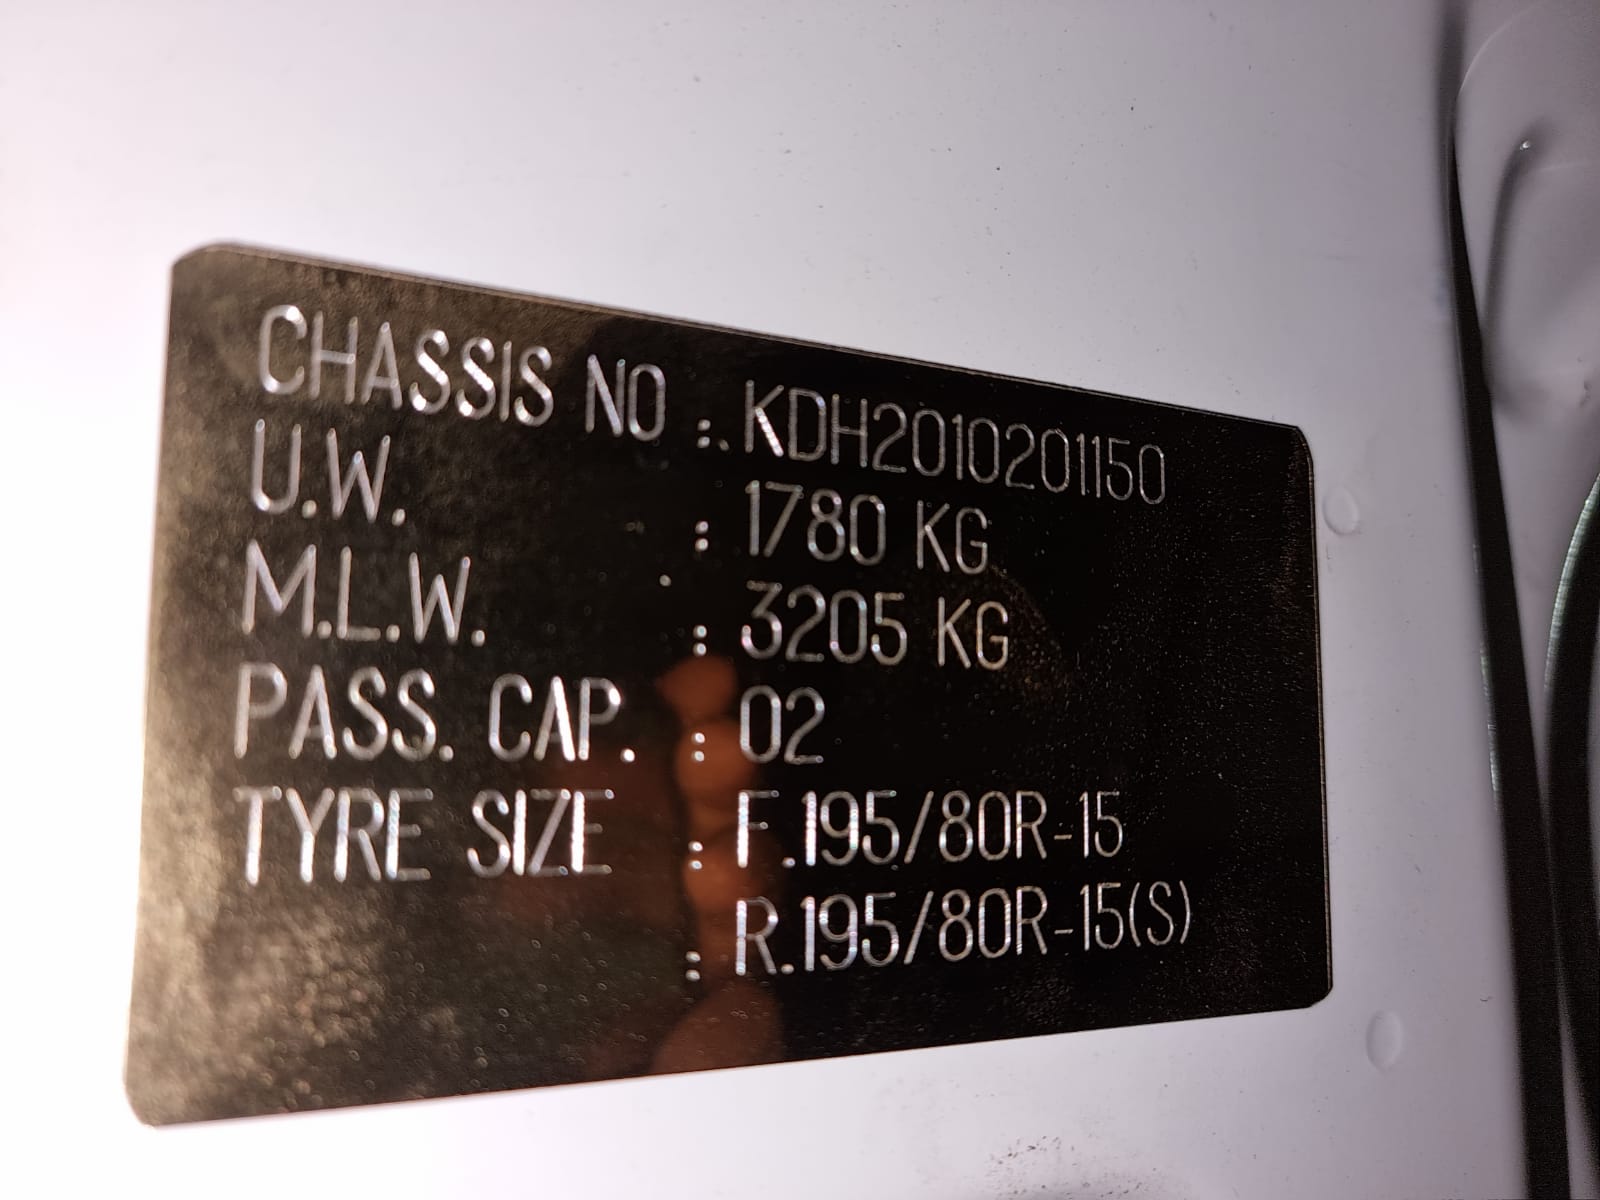 CHASSIS NO : KDH2010201150
U.W. : 1780 KG
M.L.W. : 3205 KG
PASS. CAP. : 02
TYRE SIZE : F.195/80R-15
: R.195/80R-15(S)